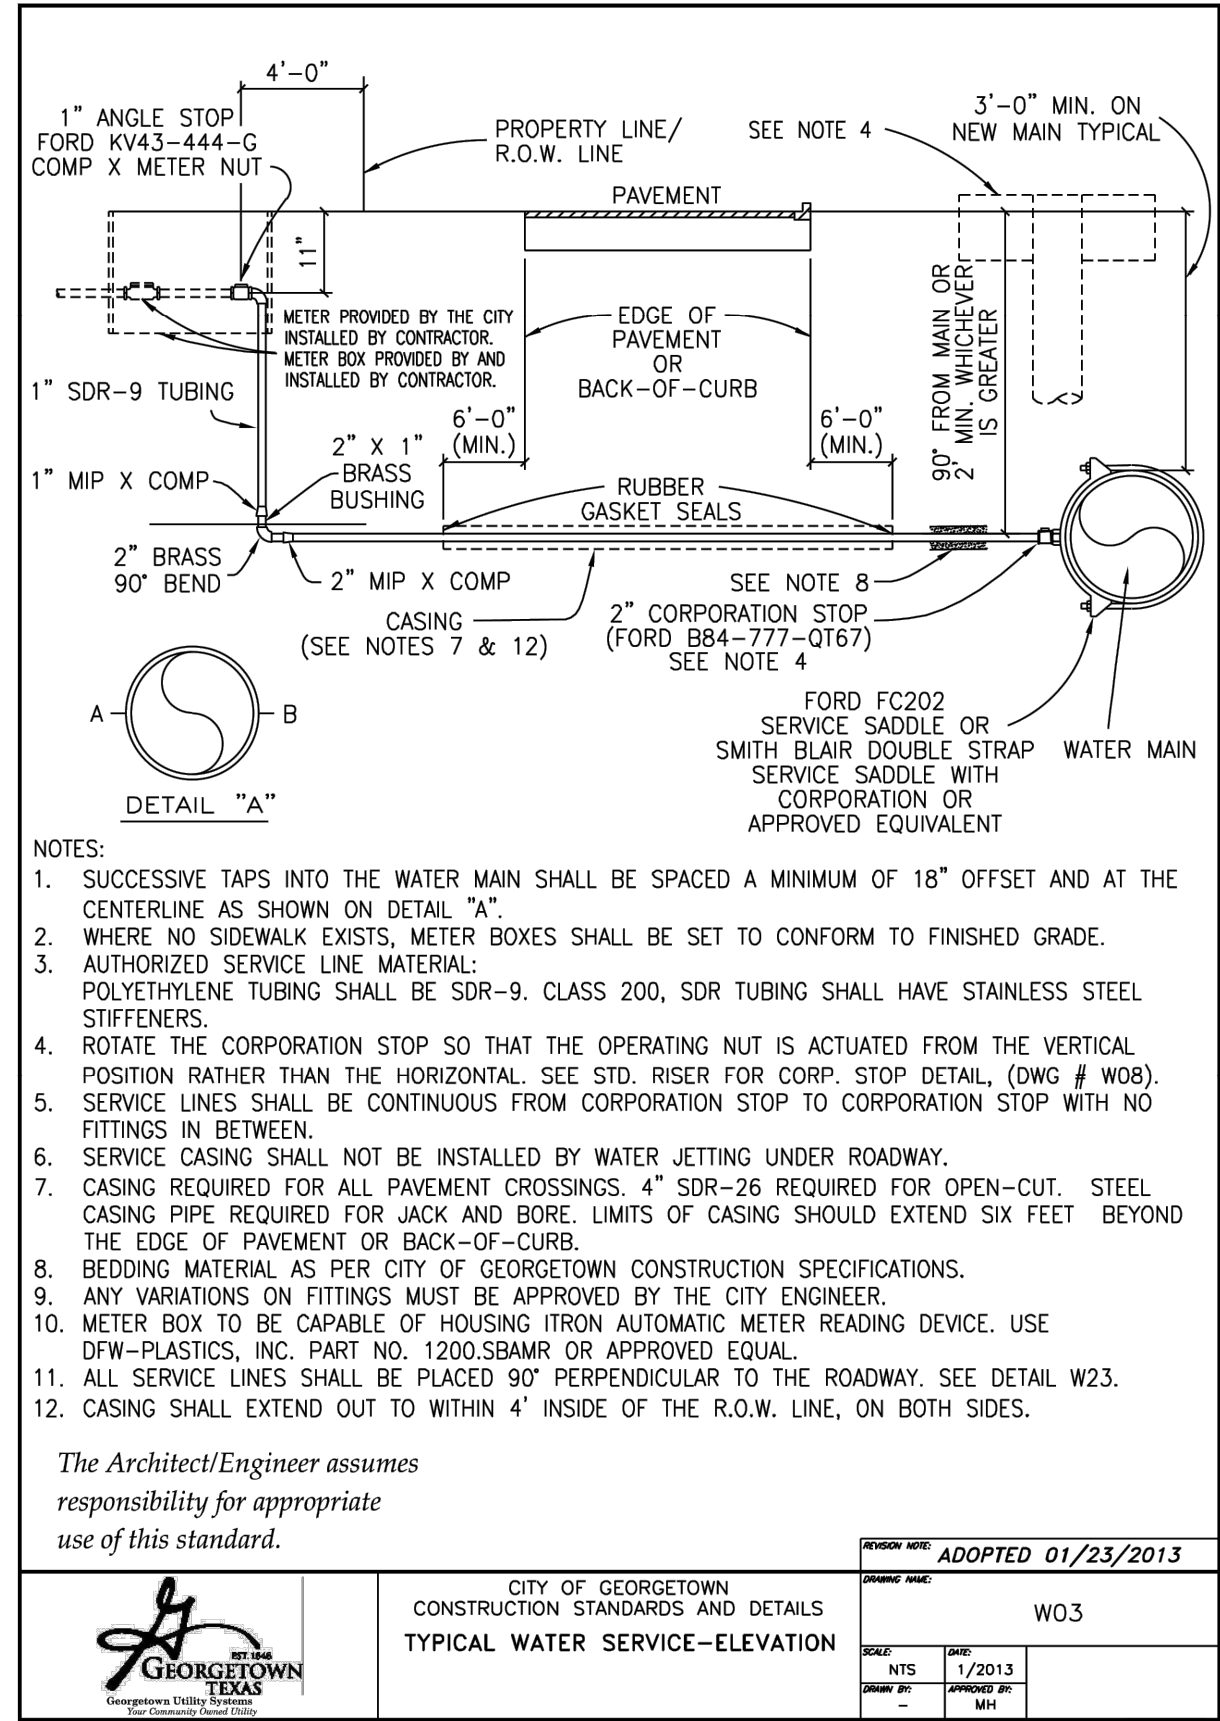 4'-0"
1" ANGLE STOP
FORD KV43-444-G
COMP X METER NUT
PROPERTY LINE/
R.O.W. LINE
SEE NOTE 4
3'-0" MIN. ON
NEW MAIN TYPICAL
PAVEMENT
11"
METER PROVIDED BY THE CITY
INSTALLED BY CONTRACTOR.
METER BOX PROVIDED BY AND
INSTALLED BY CONTRACTOR.
EDGE OF
PAVEMENT
OR
BACK-OF-CURB
90° FROM MAIN OR
2' MIN. WHICHEVER
IS GREATER
1" SDR-9 TUBING
6'-0"
(MIN.)
6'-0"
(MIN.)
2" X 1"
BRASS
BUSHING
1" MIP X COMP
RUBBER
GASKET SEALS
2" BRASS
90° BEND
2" MIP X COMP
SEE NOTE 8
CASING
(SEE NOTES 7 & 12)
2" CORPORATION STOP
(FORD B84-777-QT67)
SEE NOTE 4
A
B
DETAIL "A"
FORD FC202
SERVICE SADDLE OR
SMITH BLAIR DOUBLE STRAP
SERVICE SADDLE WITH
CORPORATION OR
APPROVED EQUIVALENT
WATER MAIN
NOTES:
1. SUCCESSIVE TAPS INTO THE WATER MAIN SHALL BE SPACED A MINIMUM OF 18" OFFSET AND AT THE
CENTERLINE AS SHOWN ON DETAIL "A".
2. WHERE NO SIDEWALK EXISTS, METER BOXES SHALL BE SET TO CONFORM TO FINISHED GRADE.
3. AUTHORIZED SERVICE LINE MATERIAL:
POLYETHYLENE TUBING SHALL BE SDR-9. CLASS 200, SDR TUBING SHALL HAVE STAINLESS STEEL
STIFFENERS.
4. ROTATE THE CORPORATION STOP SO THAT THE OPERATING NUT IS ACTUATED FROM THE VERTICAL
POSITION RATHER THAN THE HORIZONTAL. SEE STD. RISER FOR CORP. STOP DETAIL, (DWG # W08).
5. SERVICE LINES SHALL BE CONTINUOUS FROM CORPORATION STOP TO CORPORATION STOP WITH NO
FITTINGS IN BETWEEN.
6. SERVICE CASING SHALL NOT BE INSTALLED BY WATER JETTING UNDER ROADWAY.
7. CASING REQUIRED FOR ALL PAVEMENT CROSSINGS. 4" SDR-26 REQUIRED FOR OPEN-CUT. STEEL
CASING PIPE REQUIRED FOR JACK AND BORE. LIMITS OF CASING SHOULD EXTEND SIX FEET BEYOND
THE EDGE OF PAVEMENT OR BACK-OF-CURB.
8. BEDDING MATERIAL AS PER CITY OF GEORGETOWN CONSTRUCTION SPECIFICATIONS.
9. ANY VARIATIONS ON FITTINGS MUST BE APPROVED BY THE CITY ENGINEER.
10. METER BOX TO BE CAPABLE OF HOUSING ITRON AUTOMATIC METER READING DEVICE. USE
DFW-PLASTICS, INC. PART NO. 1200.SBAMR OR APPROVED EQUAL.
11. ALL SERVICE LINES SHALL BE PLACED 90° PERPENDICULAR TO THE ROADWAY. SEE DETAIL W23.
12. CASING SHALL EXTEND OUT TO WITHIN 4' INSIDE OF THE R.O.W. LINE, ON BOTH SIDES.
The Architect/Engineer assumes
responsibility for appropriate
use of this standard.
REVISION NOTE:
ADOPTED 01/23/2013
EST. 1848
GEORGETOWN
TEXAS
Georgetown Utility Systems
Your Community Owned Utility
CITY OF GEORGETOWN
CONSTRUCTION STANDARDS AND DETAILS
TYPICAL WATER SERVICE-ELEVATION
DRAWING NAME:
W03
SCALE:
NTS
DATE:
1/2013
DRAWN BY:
-
APPROVED BY:
MH